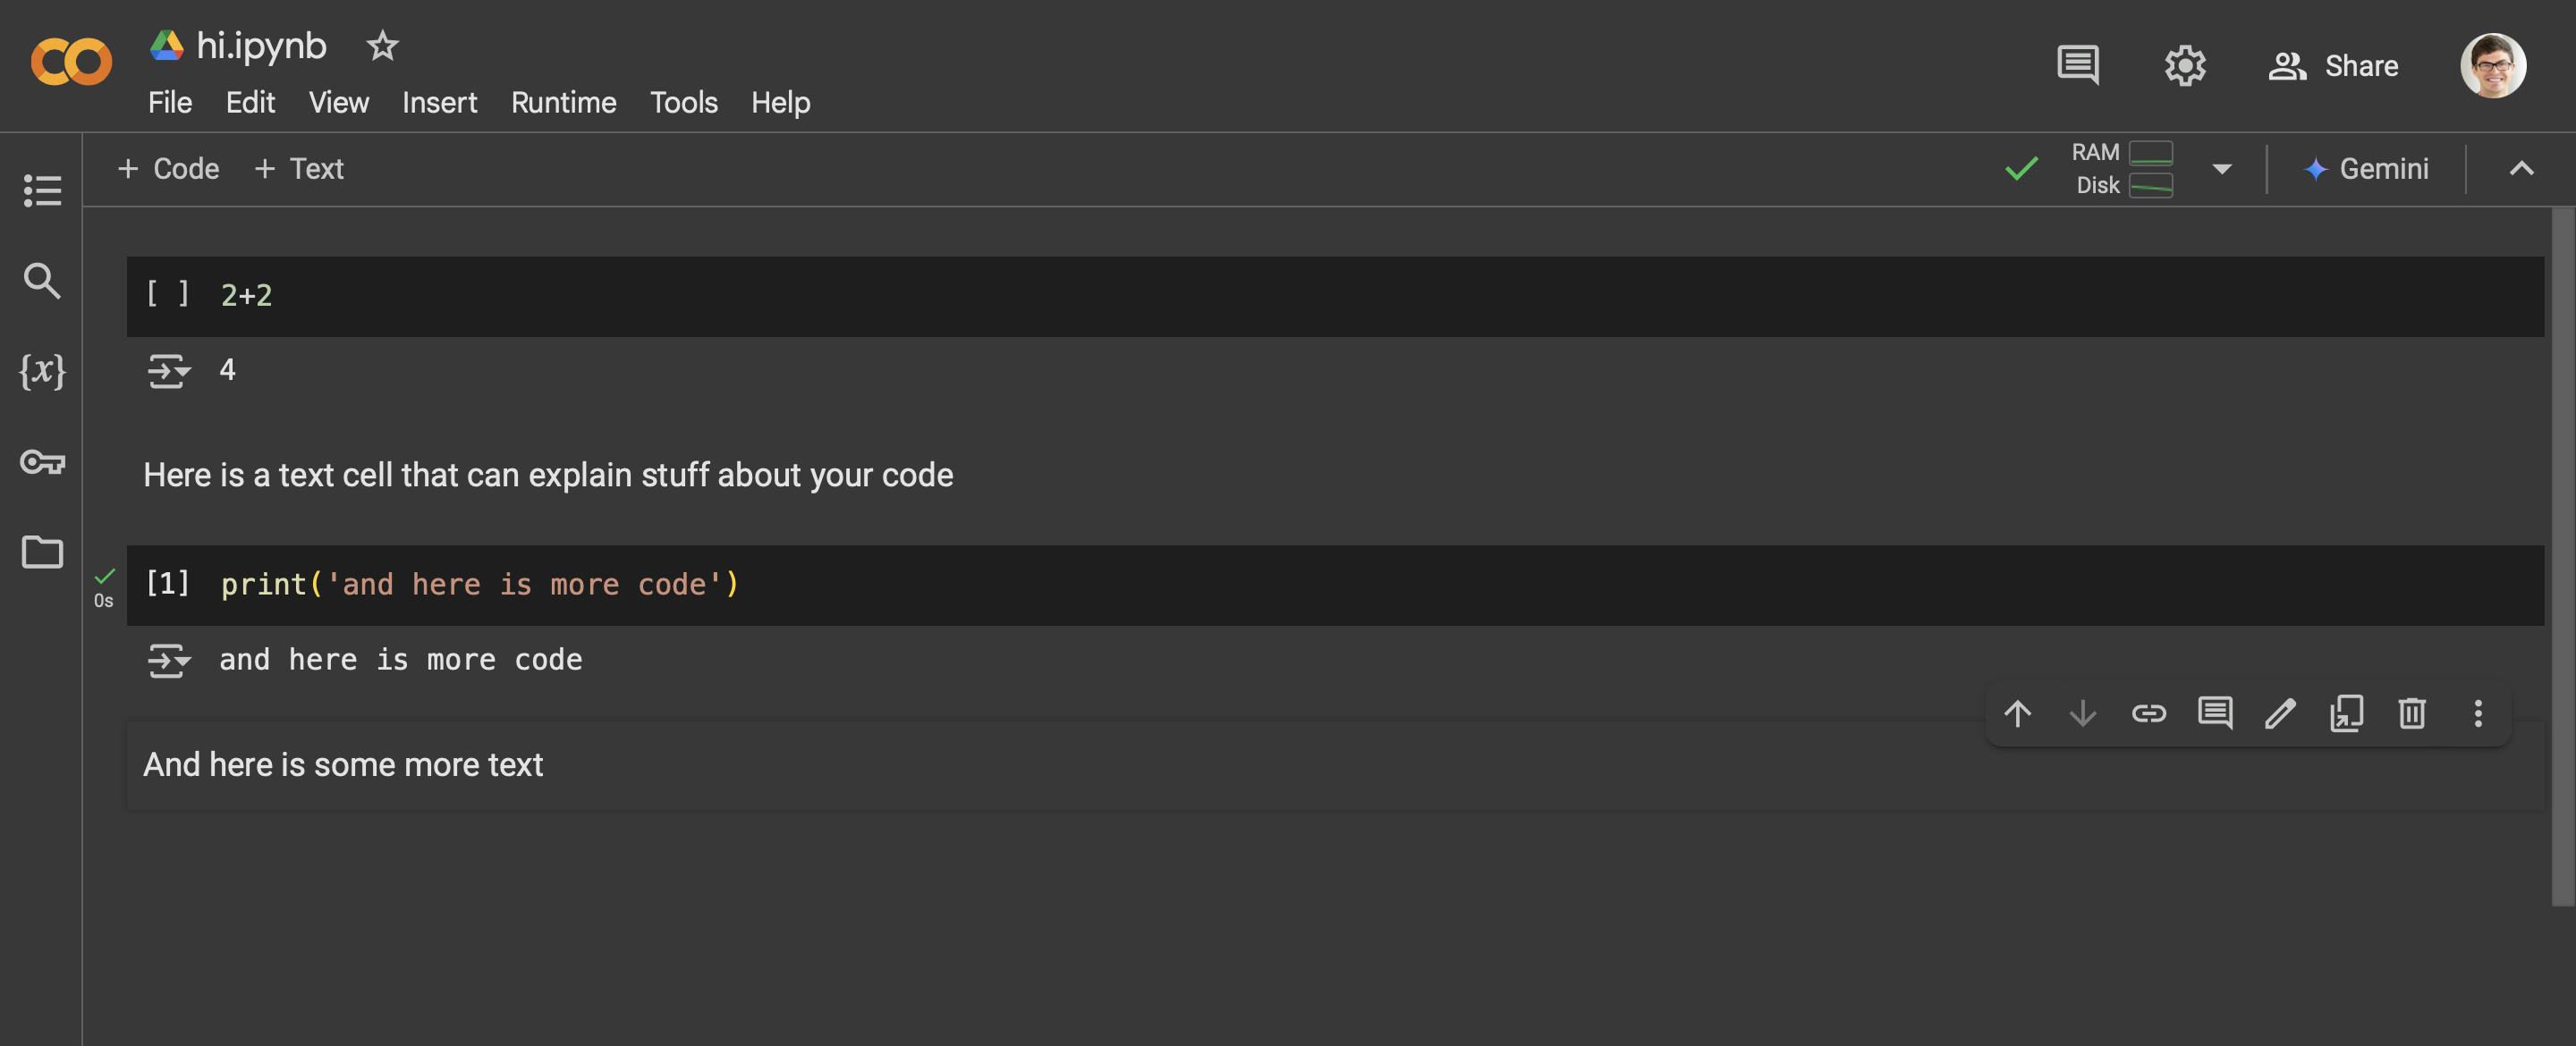 hi.ipynb
File Edit View Insert Runtime Tools Help
Share
+ Code + Text
RAM
Disk
Gemini
{x}
[ ] 2+2
4
Here is a text cell that can explain stuff about your code
[1] print('and here is more code')
0s
and here is more code
And here is some more text